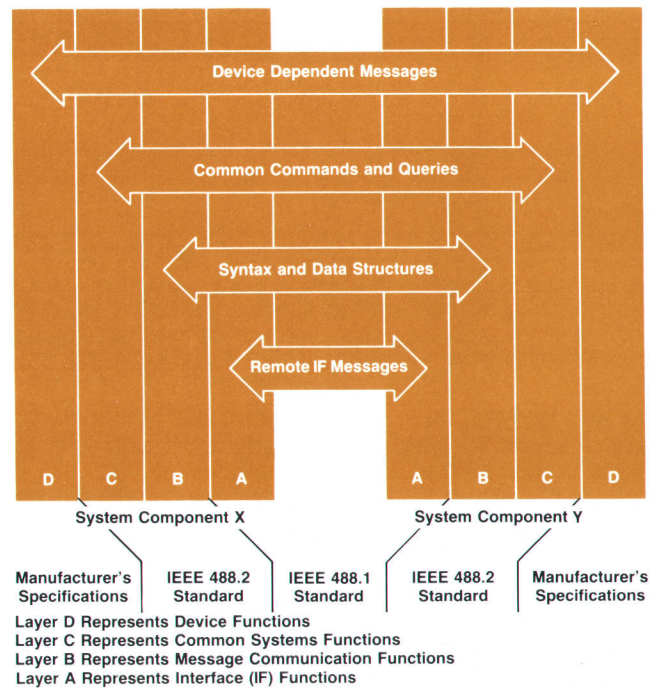 Device Dependent Messages
Common Commands and Queries
Syntax and Data Structures
Remote IF Messages
D C B A A B C D
System Component X System Component Y
Manufacturer's Specifications
IEEE 488.2 Standard
IEEE 488.1 Standard
IEEE 488.2 Standard
Manufacturer's Specifications
Layer D Represents Device Functions
Layer C Represents Common Systems Functions
Layer B Represents Message Communication Functions
Layer A Represents Interface (IF) Functions